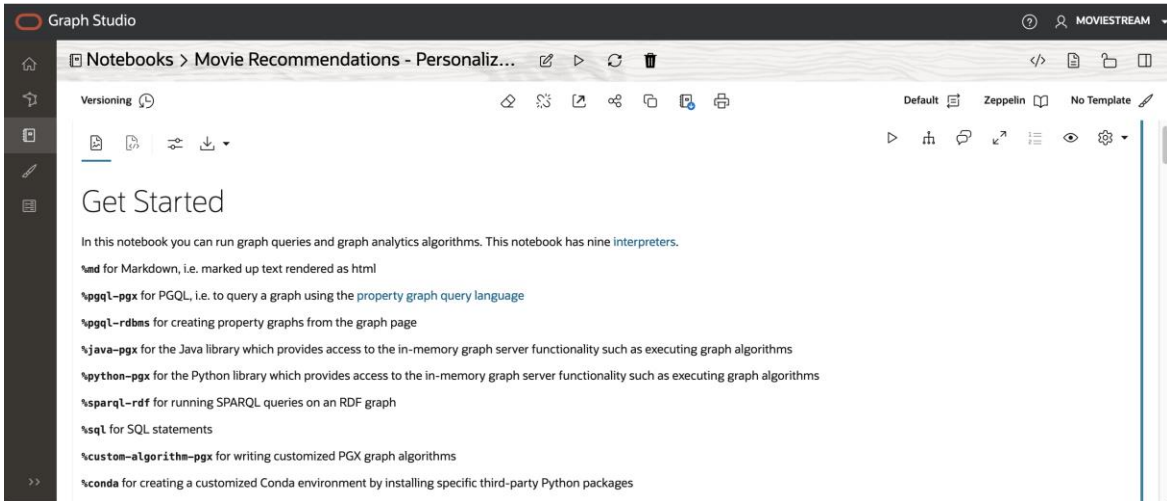 Graph Studio
MOVIESTREAM
Notebooks > Movie Recommendations - Personaliz...
Versioning
Default
Zeppelin
No Template
Get Started
In this notebook you can run graph queries and graph analytics algorithms. This notebook has nine interpreters.
%md for Markdown, i.e. marked up text rendered as html
%pgql-pgx for PGQL, i.e. to query a graph using the property graph query language
%pgql-rdbms for creating property graphs from the graph page
%java-pgx for the Java library which provides access to the in-memory graph server functionality such as executing graph algorithms
%python-pgx for the Python library which provides access to the in-memory graph server functionality such as executing graph algorithms
%sparql-rdf for running SPARQL queries on an RDF graph
%sql for SQL statements
%custom-algorithm-pgx for writing customized PGX graph algorithms
%conda for creating a customized Conda environment by installing specific third-party Python packages